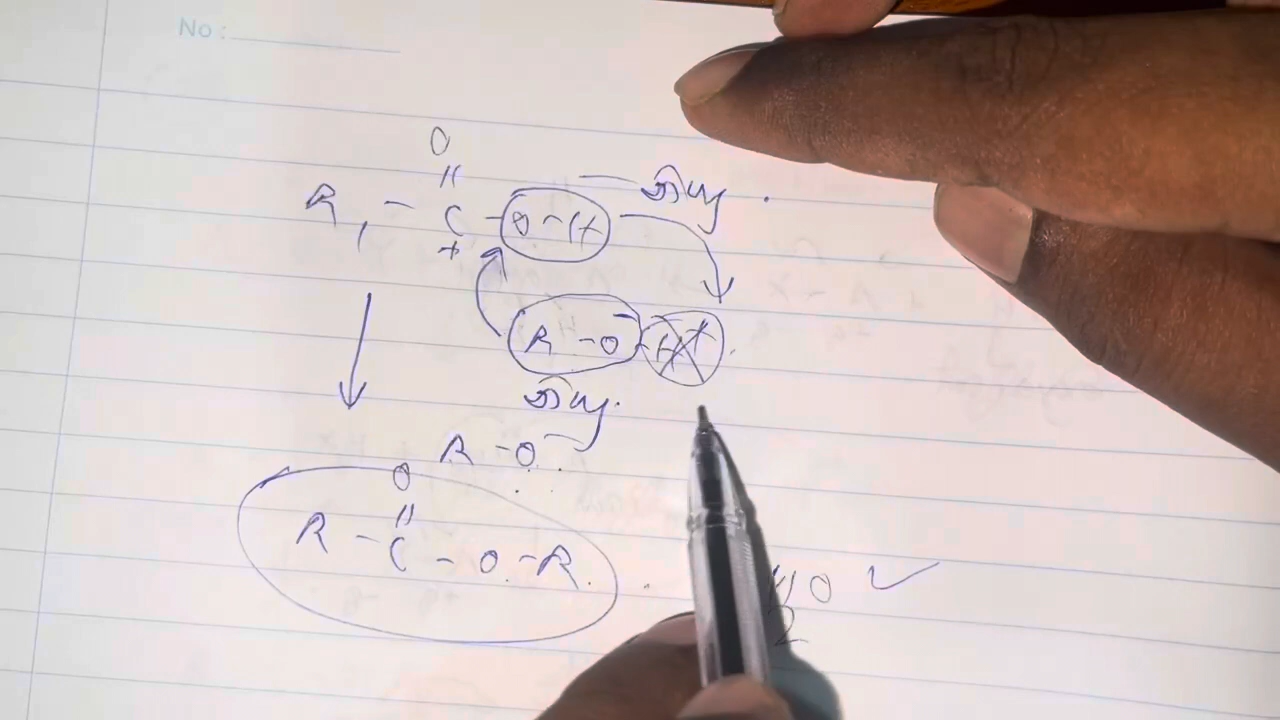 No :
O
||
R, - C - O - H
+
R - O - H
R - O
O
||
R - C - O - R
H2O ✓